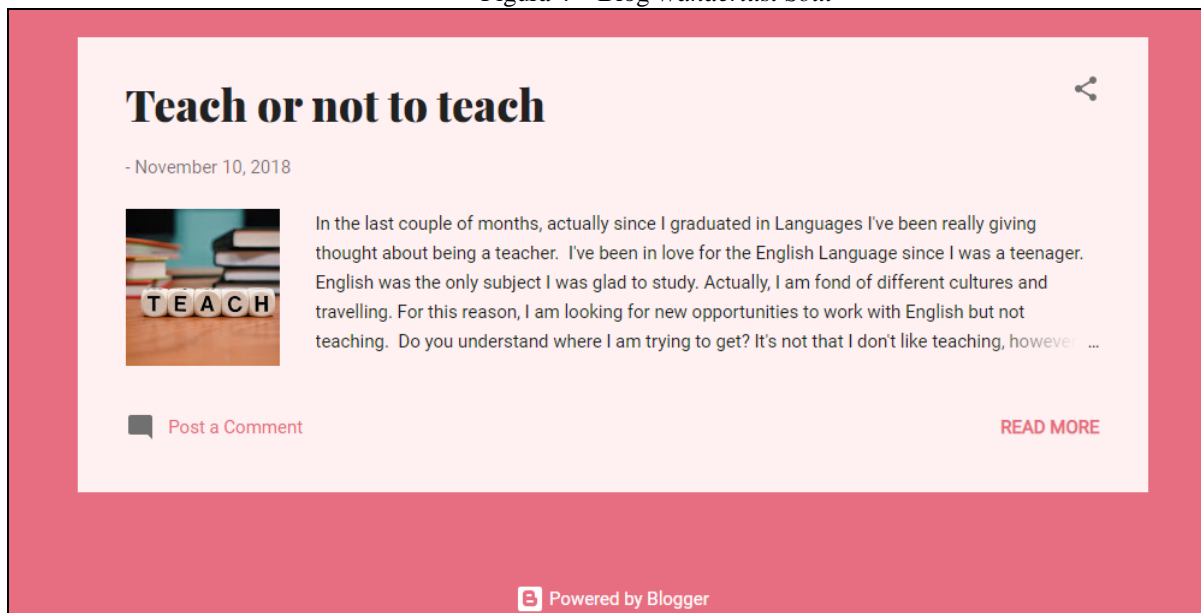 Teach or not to teach
- November 10, 2018
TEACH
In the last couple of months, actually since I graduated in Languages I've been really giving
thought about being a teacher.  I've been in love for the English Language since I was a teenager.
English was the only subject I was glad to study. Actually, I am fond of different cultures and
travelling. For this reason, I am looking for new opportunities to work with English but not
teaching.  Do you understand where I am trying to get? It's not that I don't like teaching, however ...
Post a Comment
READ MORE
Powered by Blogger